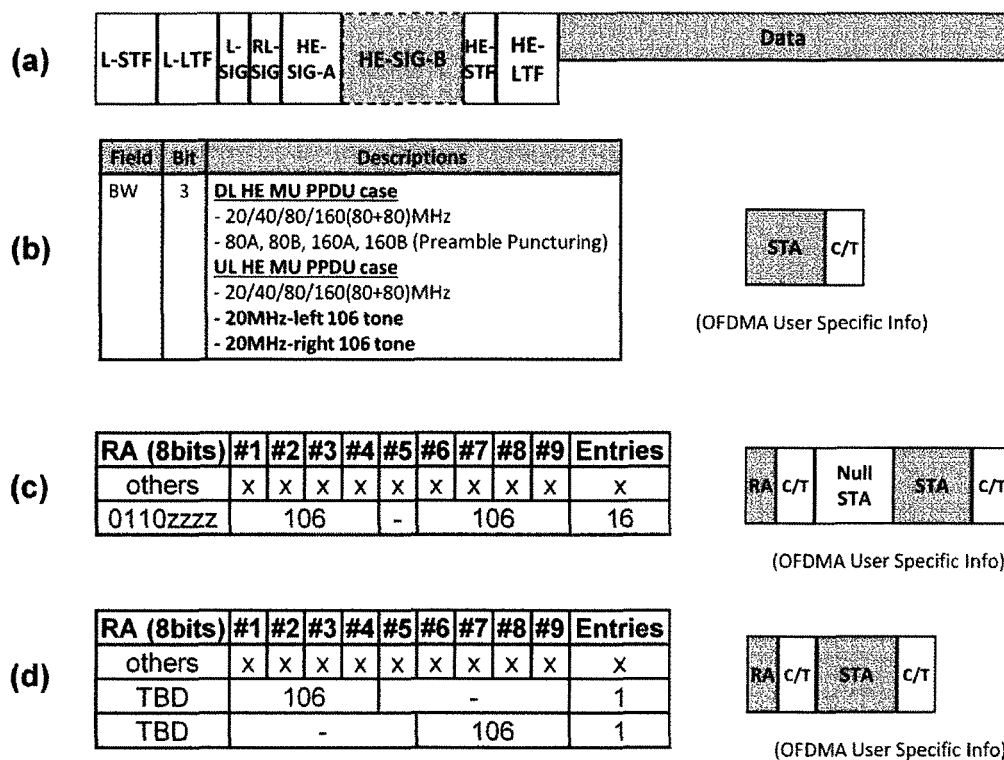 (a)
L-STF L-LTF L-SIG RL-SIG HE-SIG-A HE-SIG-B HE-STF HE-LTF Data
(b)
Field Bit Descriptions
BW 3 DL HE MU PPDU case
- 20/40/80/160(80+80)MHz
- 80A, 80B, 160A, 160B (Preamble Puncturing)
UL HE MU PPDU case
- 20/40/80/160(80+80)MHz
- 20MHz-left 106 tone
- 20MHz-right 106 tone
STA C/T
(OFDMA User Specific Info)
(c)
RA (8bits) #1 #2 #3 #4 #5 #6 #7 #8 #9 Entries
others x x x x x x x x x x
0110zzzz 106 - 106 16
RA C/T Null STA STA C/T
(OFDMA User Specific Info)
(d)
RA (8bits) #1 #2 #3 #4 #5 #6 #7 #8 #9 Entries
others x x x x x x x x x x
TBD 106 - 1
TBD - 106 1
RA C/T STA C/T
(OFDMA User Specific Info)